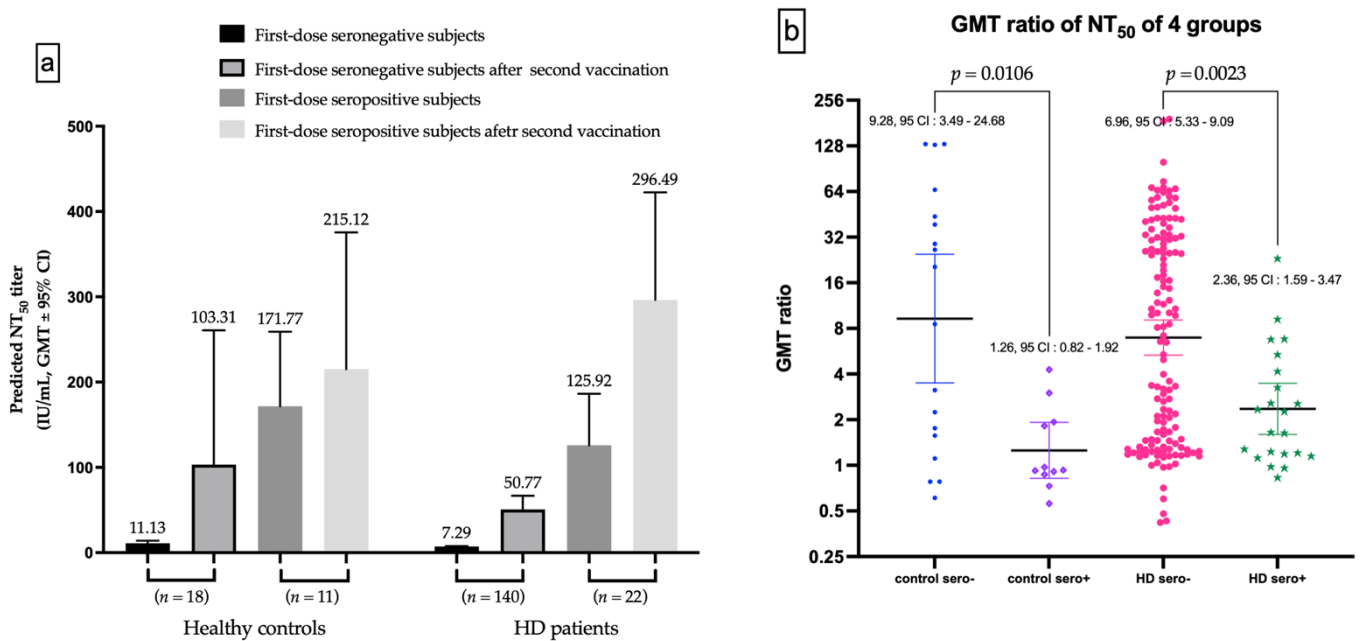 a
First-dose seronegative subjects
First-dose seronegative subjects after second vaccination
First-dose seropositive subjects
First-dose seropositive subjects afetr second vaccination
Predicted NT50 titer
(IU/mL, GMT ± 95% CI)
500
400
300
200
100
0
11.13
103.31
171.77
215.12
7.29
50.77
125.92
296.49
(n = 18)
(n = 11)
(n = 140)
(n = 22)
Healthy controls
HD patients
b
GMT ratio of NT50 of 4 groups
p = 0.0106
p = 0.0023
GMT ratio
256
128
64
32
16
8
4
2
1
0.5
0.25
9.28, 95 CI : 3.49 - 24.68
1.26, 95 CI : 0.82 - 1.92
6.96, 95 CI : 5.33 - 9.09
2.36, 95 CI : 1.59 - 3.47
control sero-
control sero+
HD sero-
HD sero+